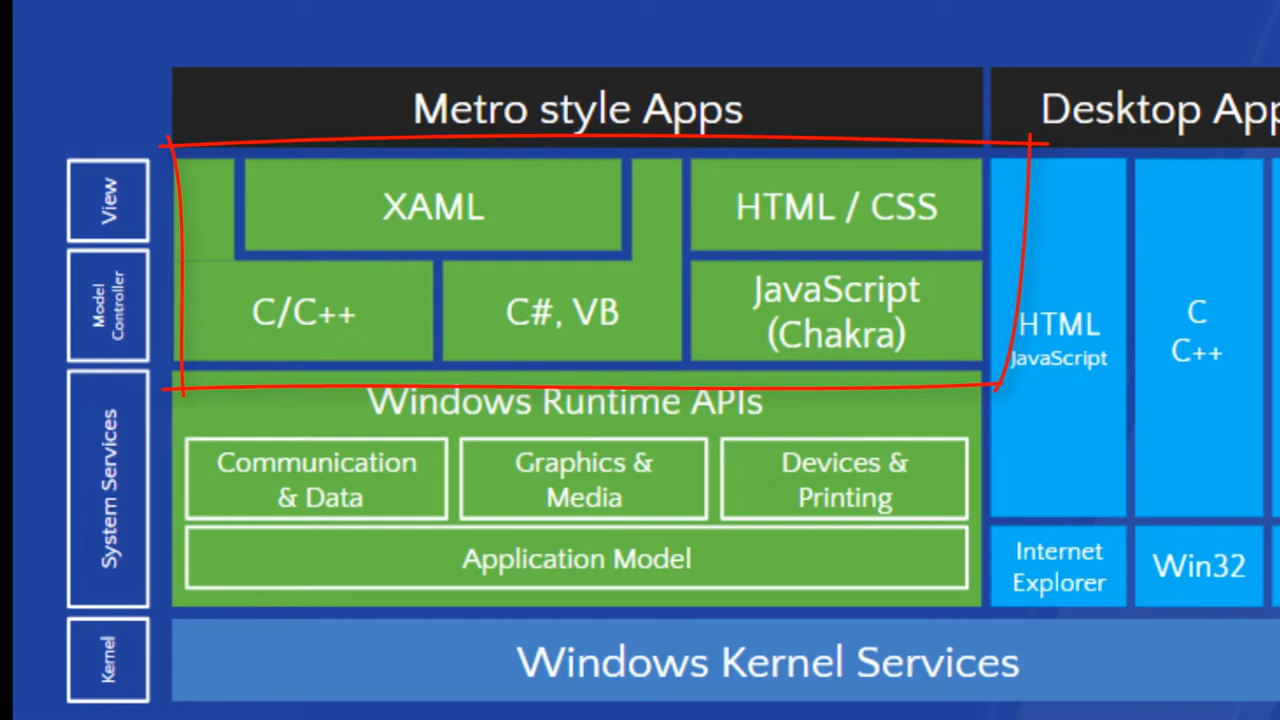 Metro style Apps
Desktop App
View
XAML
HTML / CSS
Model
Controller
C/C++
C#, VB
JavaScript
(Chakra)
HTML
JavaScript
C
C++
System Services
Windows Runtime APIs
Communication
& Data
Graphics &
Media
Devices &
Printing
Application Model
Internet
Explorer
Win32
Kernel
Windows Kernel Services